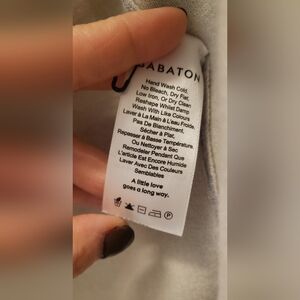 BABATON
Hand Wash Cold,
No Bleach, Dry Flat,
Low Iron, Or Dry Clean
Reshape Whilst Damp
Wash With Like Colours
Laver à La Main à L'eau Froide,
Pas De Blanchiment,
Sécher à Plat,
Repasser à Basse Température,
Ou Nettoyer à Sec
Remodeler Pendant Que
L'article Est Encore Humide
Laver Avec Des Couleurs
Semblables
A little love
goes a long way.
P